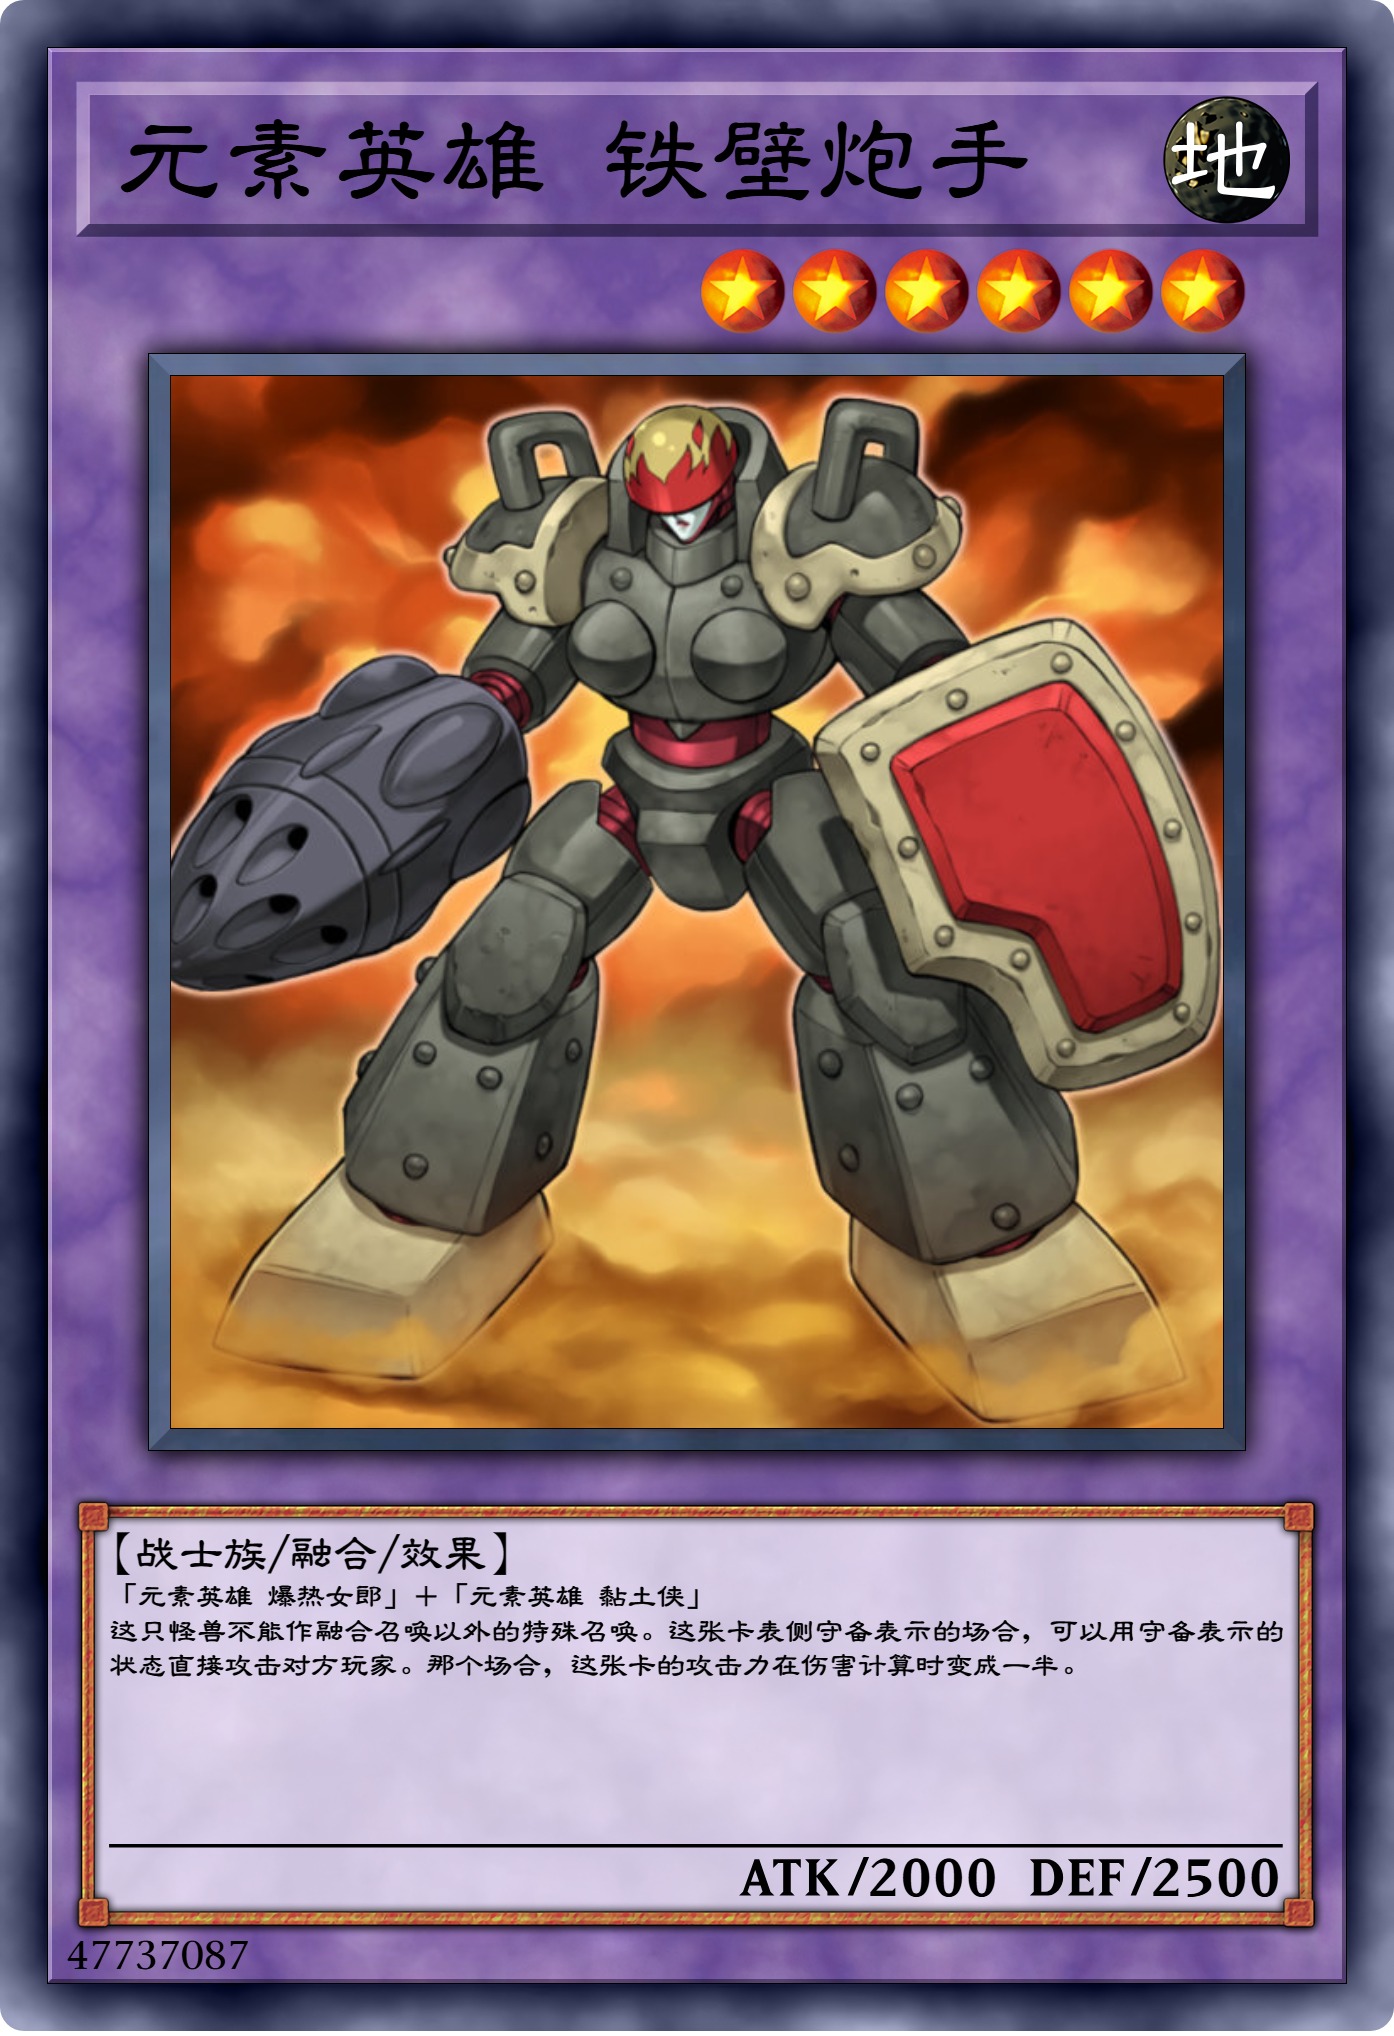 元素英雄 铁壁炮手
地
【战士族/融合/效果】
「元素英雄 爆热女郎」＋「元素英雄 黏土侠」
这只怪兽不能作融合召唤以外的特殊召唤。这张卡表侧守备表示的场合，可以用守备表示的
状态直接攻击对方玩家。那个场合，这张卡的攻击力在伤害计算时变成一半。
ATK/2000 DEF/2500
47737087